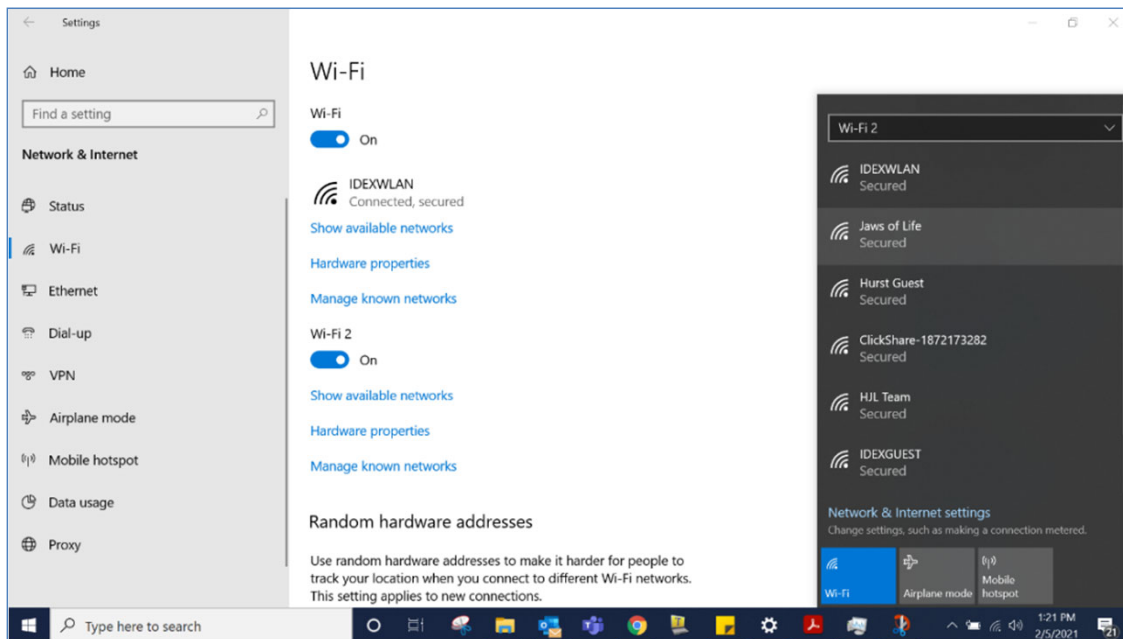 Settings
Home
Find a setting
Network & Internet
Status
Wi-Fi
Ethernet
Dial-up
VPN
Airplane mode
Mobile hotspot
Data usage
Proxy
Wi-Fi
Wi-Fi
On
IDEXWLAN
Connected, secured
Show available networks
Hardware properties
Manage known networks
Wi-Fi 2
On
Show available networks
Hardware properties
Manage known networks
Random hardware addresses
Use random hardware addresses to make it harder for people to
track your location when you connect to different Wi-Fi networks.
This setting applies to new connections.
Wi-Fi 2
IDEXWLAN
Secured
Jaws of Life
Secured
Hurst Guest
Secured
ClickShare-1872173282
Secured
HJL Team
Secured
IDEXGUEST
Secured
Network & Internet settings
Change settings, such as making a connection metered.
Wi-Fi
Airplane mode
Mobile
hotspot
Type here to search
1:21 PM
2/5/2021
21